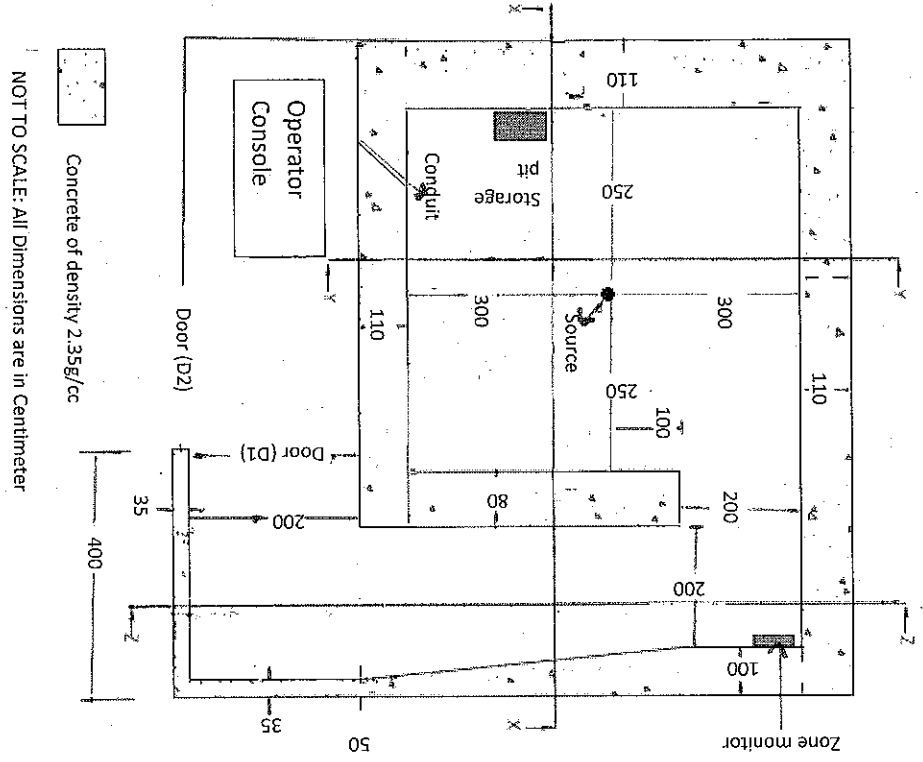 Zone monitor
X
X
Y
Y
Z
Z
110
250
300
300
250
100
110
110
Source
Storage
pit
Conduit
Operator
Console
80
200
200
200
100
Door (D1)
Door (D2)
35
35
50
400
Concrete of density 2.35g/cc
NOT TO SCALE: All Dimensions are in Centimeter